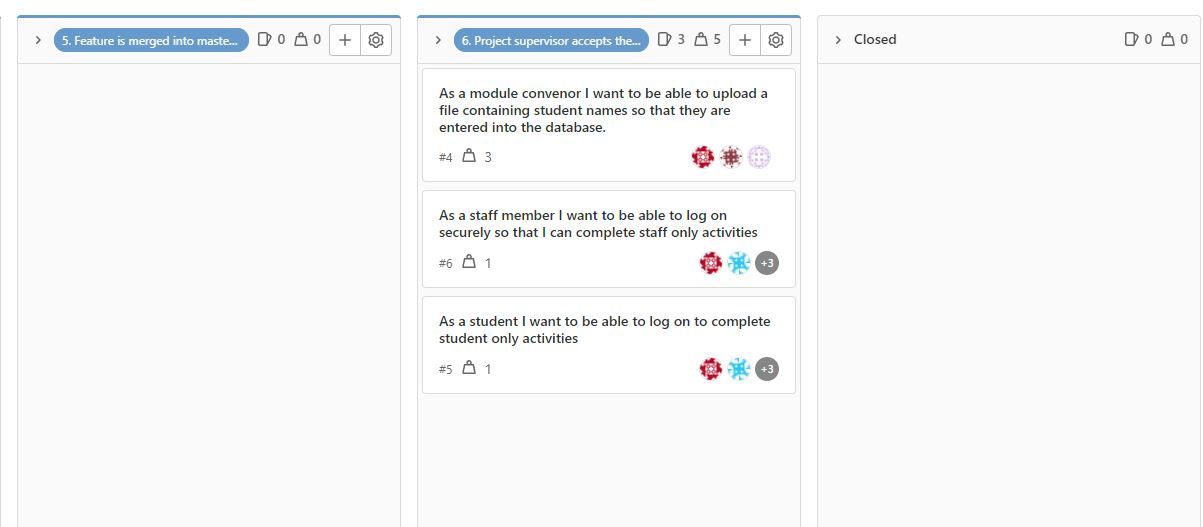 5. Feature is merged into maste... 0 0
6. Project supervisor accepts the... 3 5
Closed 0 0
As a module convenor I want to be able to upload a
file containing student names so that they are
entered into the database.
#4 3
As a staff member I want to be able to log on
securely so that I can complete staff only activities
#6 1 +3
As a student I want to be able to log on to complete
student only activities
#5 1 +3